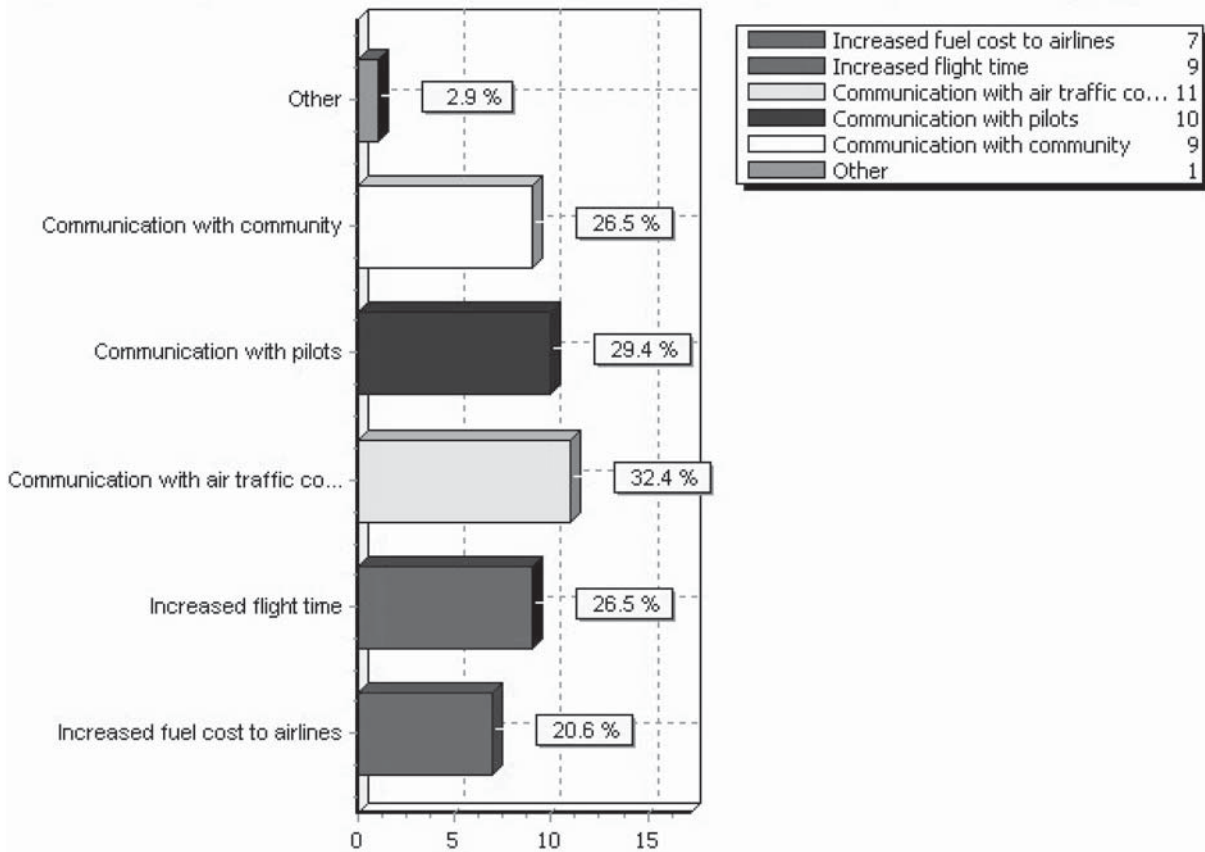 Increased fuel cost to airlines 7
Increased flight time 9
Communication with air traffic co... 11
Communication with pilots 10
Communication with community 9
Other 1
Other 2.9 %
Communication with community 26.5 %
Communication with pilots 29.4 %
Communication with air traffic co... 32.4 %
Increased flight time 26.5 %
Increased fuel cost to airlines 20.6 %
0 5 10 15